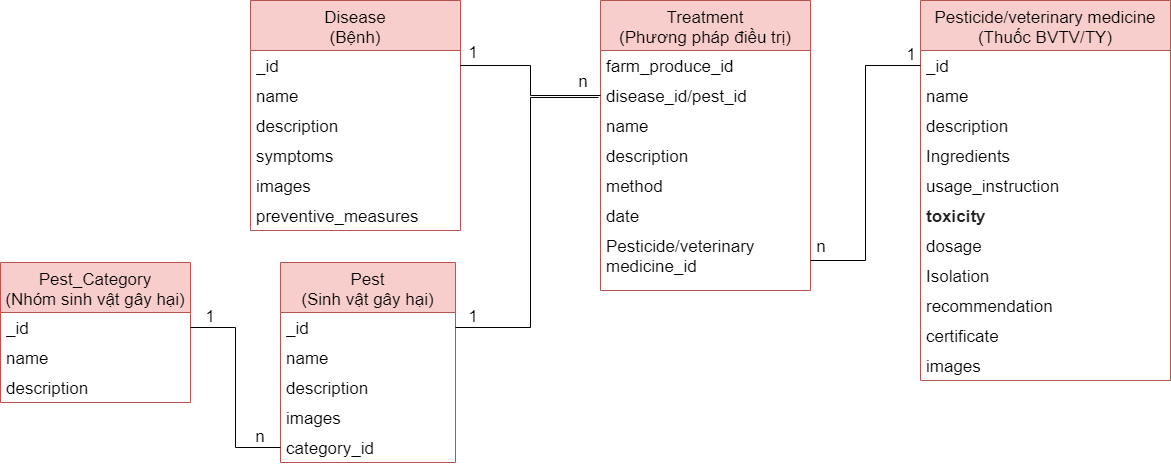 Disease
(Bệnh)
_id
name
description
symptoms
images
preventive_measures
1
n
Treatment
(Phương pháp điều trị)
farm_produce_id
disease_id/pest_id
name
description
method
date
Pesticide/veterinary
medicine_id
n
1
Pesticide/veterinary medicine
(Thuốc BVTV/TY)
_id
name
description
Ingredients
usage_instruction
toxicity
dosage
Isolation
recommendation
certificate
images
Pest_Category
(Nhóm sinh vật gây hại)
_id
name
description
1
n
Pest
(Sinh vật gây hại)
_id
name
description
images
category_id
1